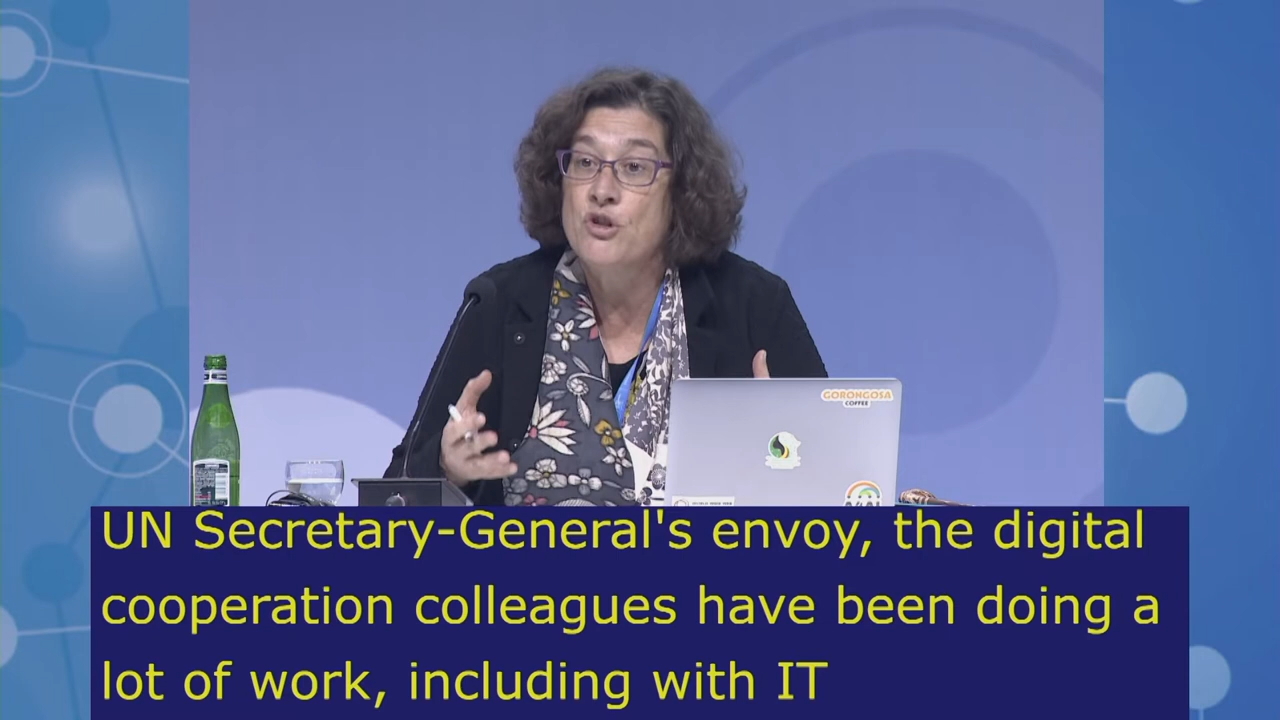 GORONGOSA
COFFEE
UN Secretary-General's envoy, the digital
cooperation colleagues have been doing a
lot of work, including with IT